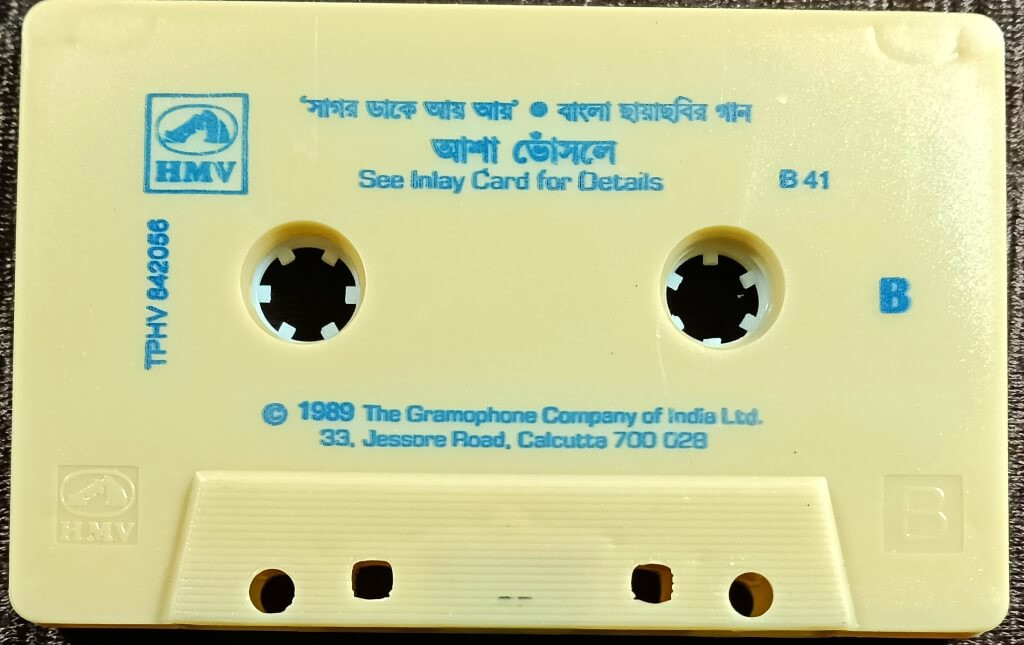 'সাগর ডাকে আয় আয়' ● বাংলা ছায়াছবির গান
আশা ভোঁসলে
See Inlay Card for Details
B 41
HMV
TPHV 842056
B
© 1989 The Gramophone Company of India Ltd.
33, Jessore Road, Calcutta 700 028
HMV
B